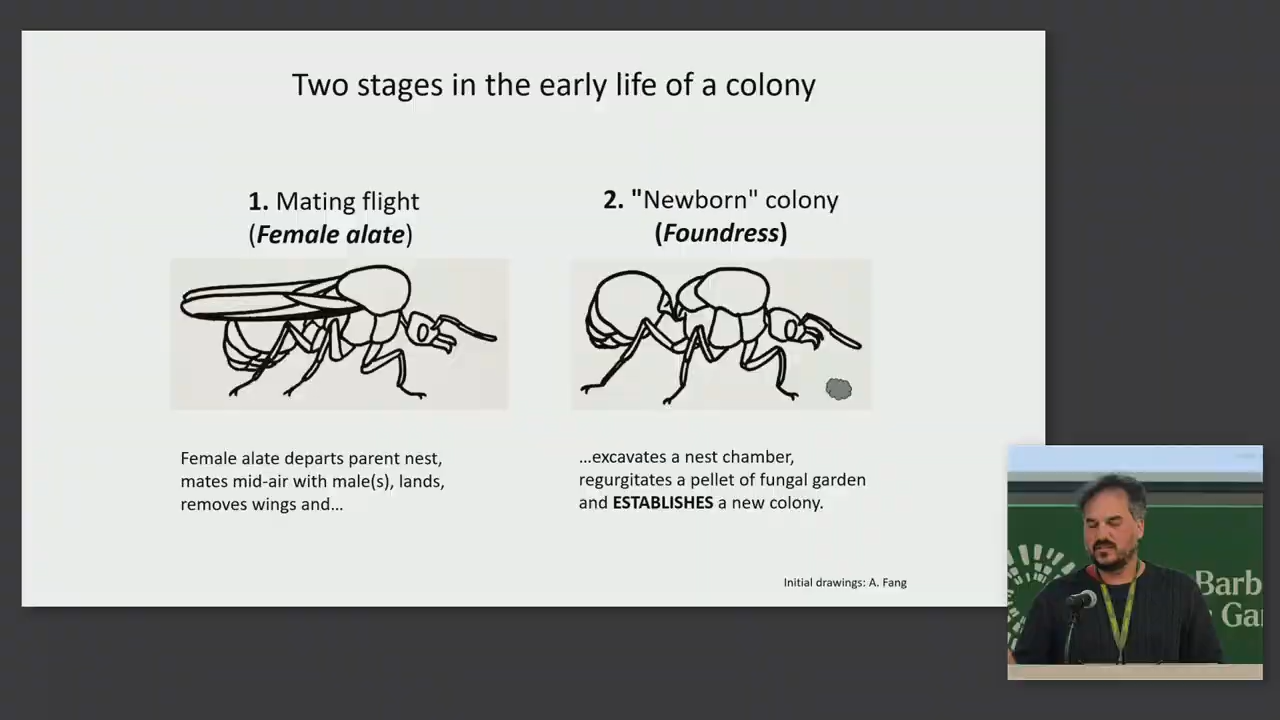 Two stages in the early life of a colony
1. Mating flight
(Female alate)
2. "Newborn" colony
(Foundress)
Female alate departs parent nest,
mates mid-air with male(s), lands,
removes wings and...
...excavates a nest chamber,
regurgitates a pellet of fungal garden
and ESTABLISHES a new colony.
Initial drawings: A. Fang
Barb
Ga